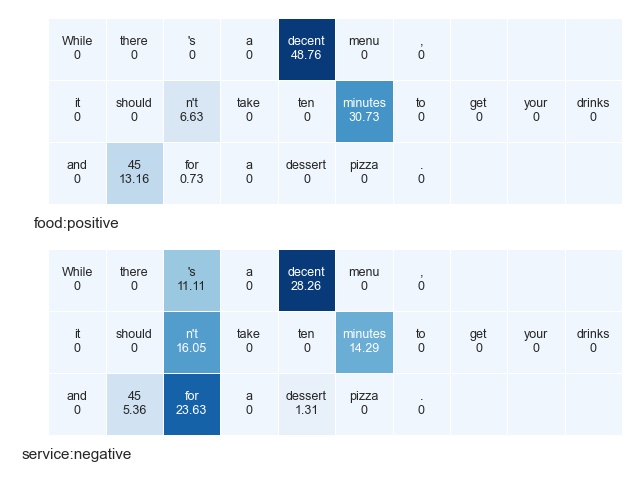 While there 's a decent menu ,
0 0 0 0 48.76 0 0
it should n't take ten minutes to get your drinks
0 0 6.63 0 0 30.73 0 0 0 0
and 45 for a dessert pizza .
0 13.16 0.73 0 0 0 0
food:positive
While there 's a decent menu ,
0 0 11.11 0 28.26 0 0
it should n't take ten minutes to get your drinks
0 0 16.05 0 0 14.29 0 0 0 0
and 45 for a dessert pizza .
0 5.36 23.63 0 1.31 0 0
service:negative